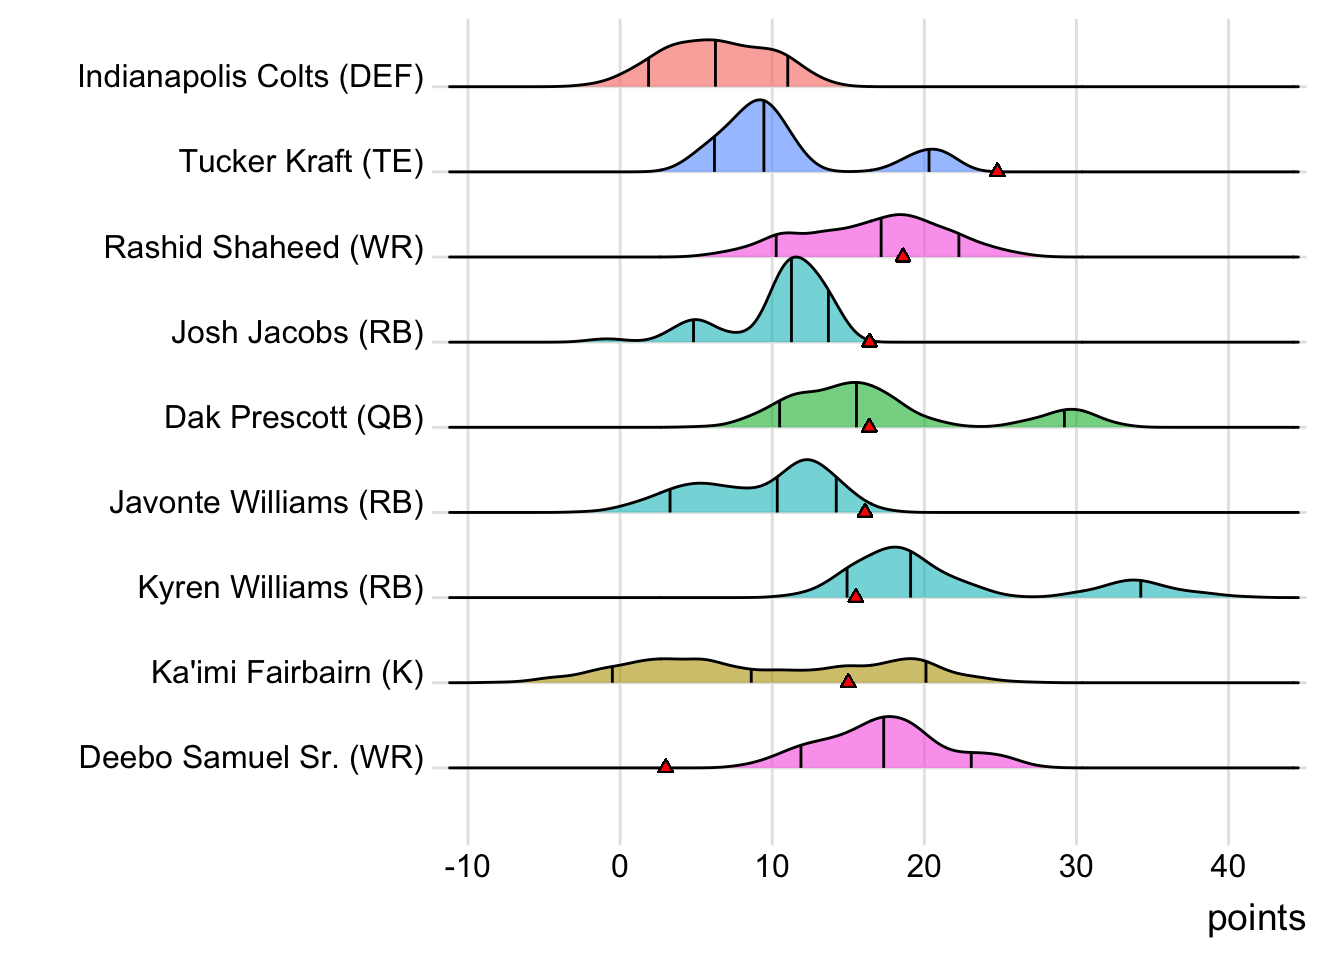 Indianapolis Colts (DEF)
Tucker Kraft (TE)
Rashid Shaheed (WR)
Josh Jacobs (RB)
Dak Prescott (QB)
Javonte Williams (RB)
Kyren Williams (RB)
Ka'imi Fairbairn (K)
Deebo Samuel Sr. (WR)
-10 0 10 20 30 40
points